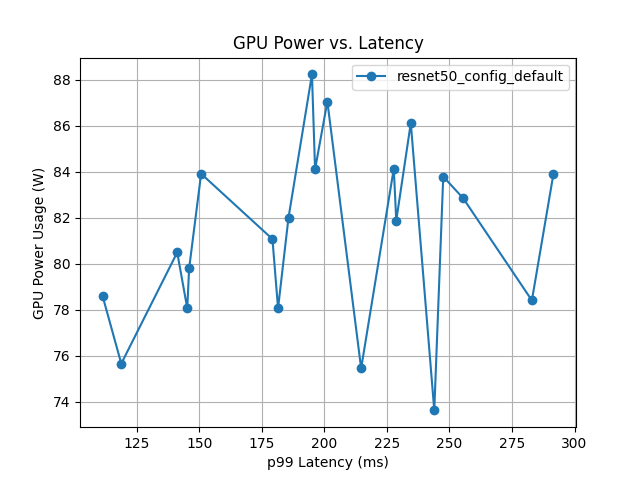 GPU Power vs. Latency
resnet50_config_default
GPU Power Usage (W)
88
86
84
82
80
78
76
74
125 150 175 200 225 250 275 300
p99 Latency (ms)